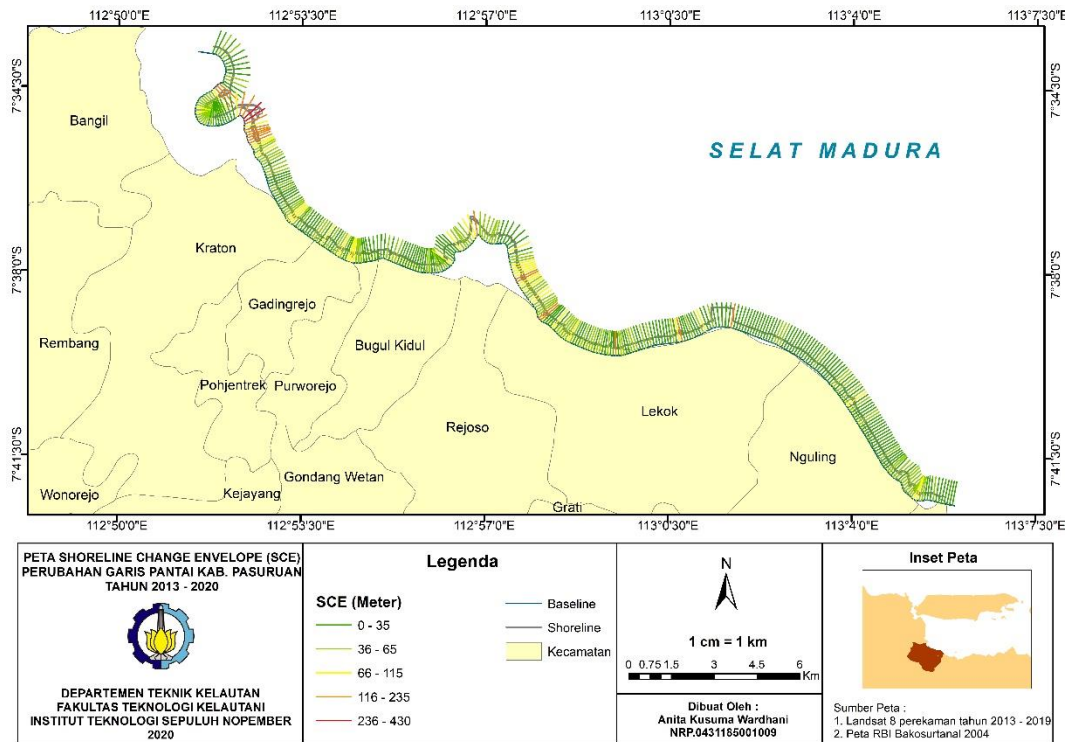 112°50'0"E 112°53'30"E 112°57'0"E 113°0'30"E 113°4'0"E 113°7'30"E
7°34'30"S 7°34'30"S
Bangil
SELAT MADURA
Kraton
7°38'0"S 7°38'0"S
Gadingrejo
Rembang
Bugul Kidul
Pohjentrek
Purworejo
Lekok
Rejoso
Nguling
7°41'30"S 7°41'30"S
Gondang Wetan
Wonorejo
Kejayang
Grati
112°50'0"E 112°53'30"E 112°57'0"E 113°0'30"E 113°4'0"E 113°7'30"E
PETA SHORELINE CHANGE ENVELOPE (SCE)
PERUBAHAN GARIS PANTAI KAB. PASURUAN
TAHUN 2013 - 2020
DEPARTEMEN TEKNIK KELAUTAN
FAKULTAS TEKNOLOGI KELAUTANI
INSTITUT TEKNOLOGI SEPULUH NOPEMBER
2020
Legenda
SCE (Meter)
0 - 35
36 - 65
66 - 115
116 - 235
236 - 430
Baseline
Shoreline
Kecamatan
N
1 cm = 1 km
0 0.75 1.5 3 4.5 6
Km
Dibuat Oleh :
Anita Kusuma Wardhani
NRP.0431185001009
Inset Peta
Sumber Peta :
1. Landsat 8 perekaman tahun 2013 - 2019
2. Peta RBI Bakosurtanal 2004